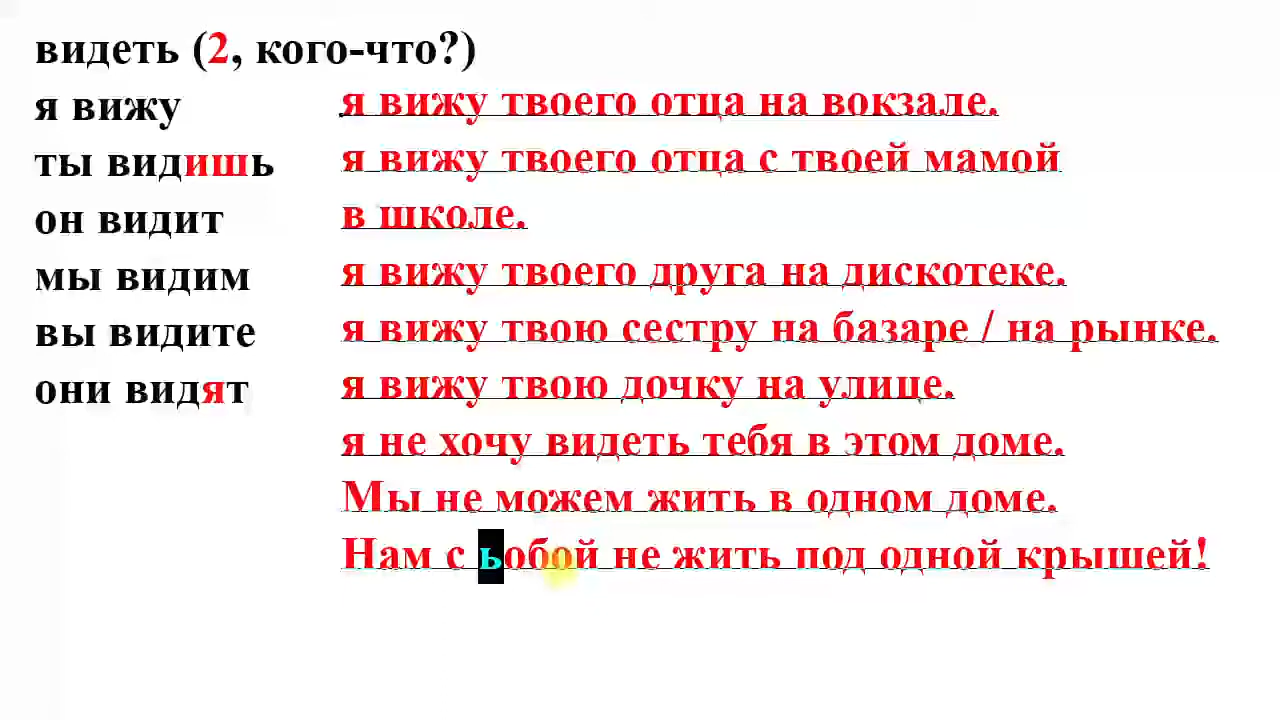 видеть (2, кого-что?)
я вижу
ты видишь
он видит
мы видим
вы видите
они видят
я вижу твоего отца на вокзале.
я вижу твоего отца с твоей мамой
в школе.
я вижу твоего друга на дискотеке.
я вижу твою сестру на базаре / на рынке.
я вижу твою дочку на улице.
я не хочу видеть тебя в этом доме.
Мы не можем жить в одном доме.
Нам с ьобой не жить под одной крышей!